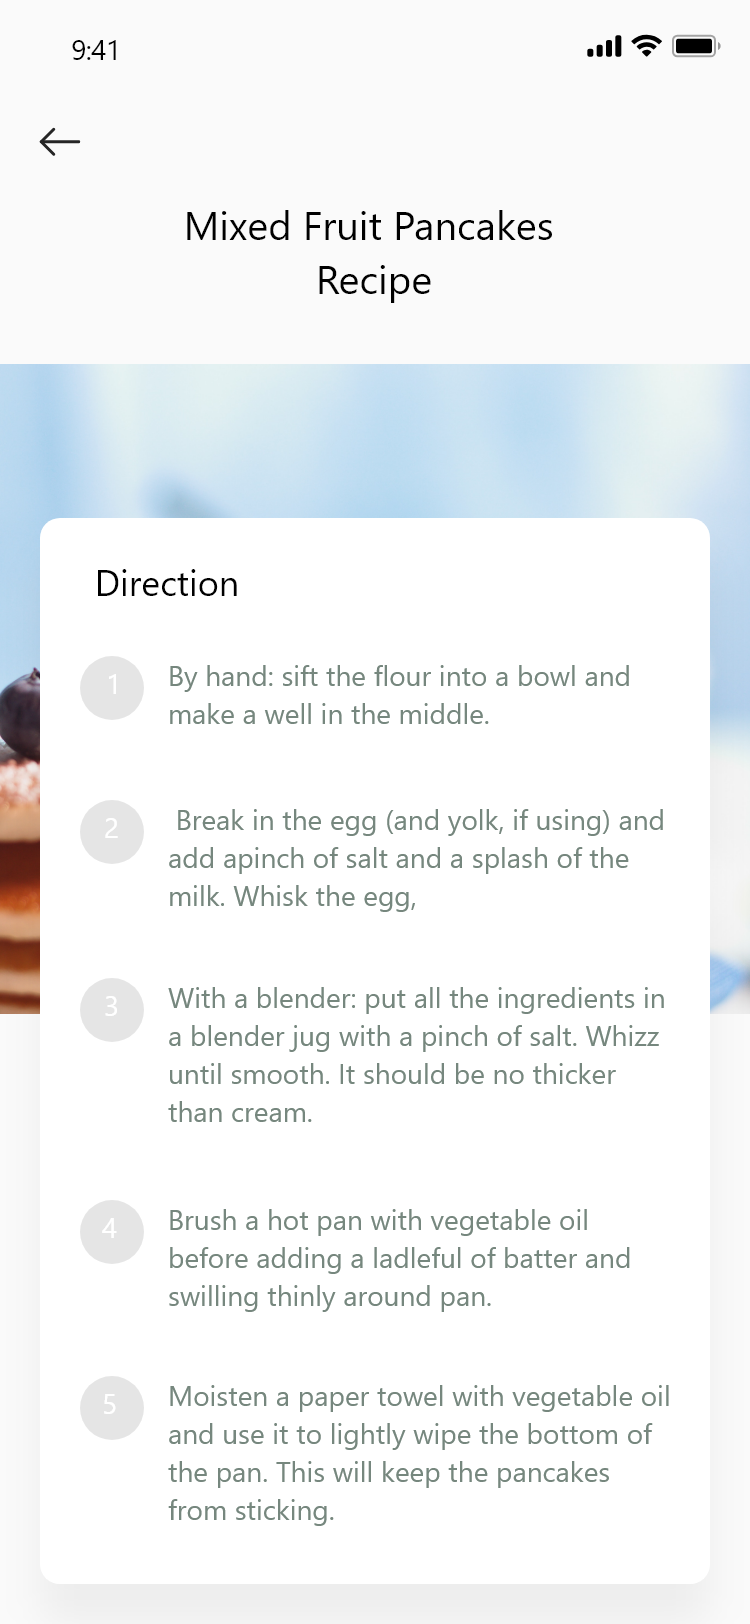 9:41
Mixed Fruit Pancakes
Recipe
Direction
1
By hand: sift the flour into a bowl and
make a well in the middle.
2
Break in the egg (and yolk, if using) and
add apinch of salt and a splash of the
milk. Whisk the egg,
3
With a blender: put all the ingredients in
a blender jug with a pinch of salt. Whizz
until smooth. It should be no thicker
than cream.
4
Brush a hot pan with vegetable oil
before adding a ladleful of batter and
swilling thinly around pan.
5
Moisten a paper towel with vegetable oil
and use it to lightly wipe the bottom of
the pan. This will keep the pancakes
from sticking.